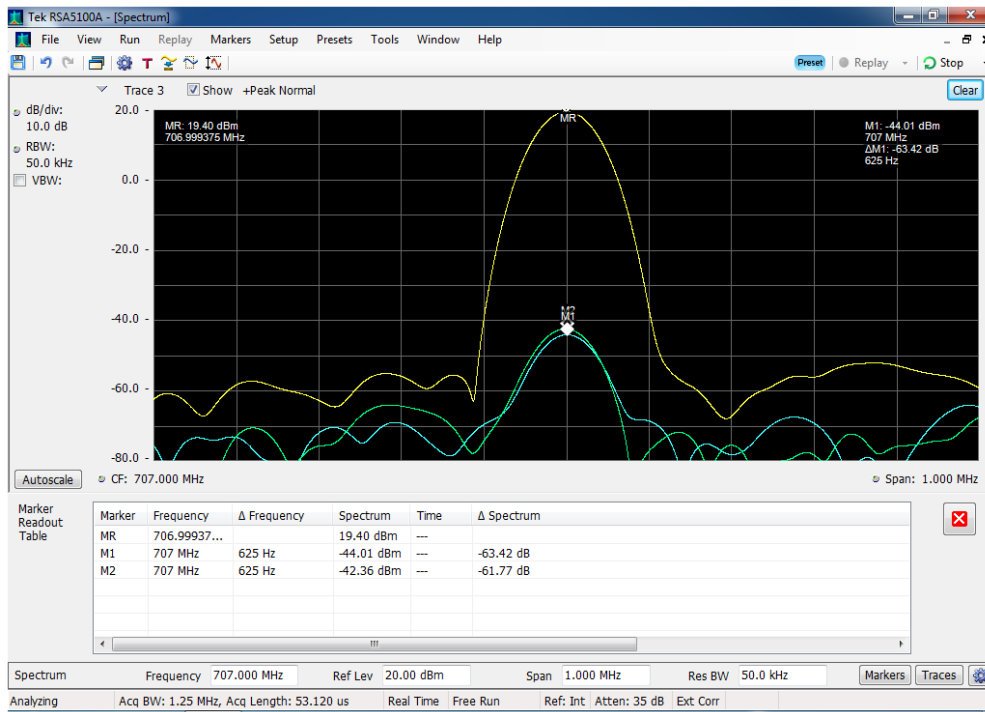 Tek RSA5100A - [Spectrum]
File View Run Replay Markers Setup Presets Tools Window Help
T Preset Replay Stop
Trace 3 Show +Peak Normal Clear
dB/div:
10.0 dB
RBW:
50.0 kHz
VBW:
20.0
0.0
-20.0
-40.0
-60.0
-80.0
MR: 19.40 dBm
706.999375 MHz
MR
M1: -44.01 dBm
707 MHz
ΔM1: -63.42 dB
625 Hz
M2
M1
Autoscale CF: 707.000 MHz Span: 1.000 MHz
Marker
Readout
Table
Marker Frequency Δ Frequency Spectrum Time Δ Spectrum
MR 706.99937... 19.40 dBm ---
M1 707 MHz 625 Hz -44.01 dBm --- -63.42 dB
M2 707 MHz 625 Hz -42.36 dBm --- -61.77 dB
Spectrum Frequency 707.000 MHz Ref Lev 20.00 dBm Span 1.000 MHz Res BW 50.0 kHz Markers Traces
Analyzing Acq BW: 1.25 MHz, Acq Length: 53.120 us Real Time Free Run Ref: Int Atten: 35 dB Ext Corr